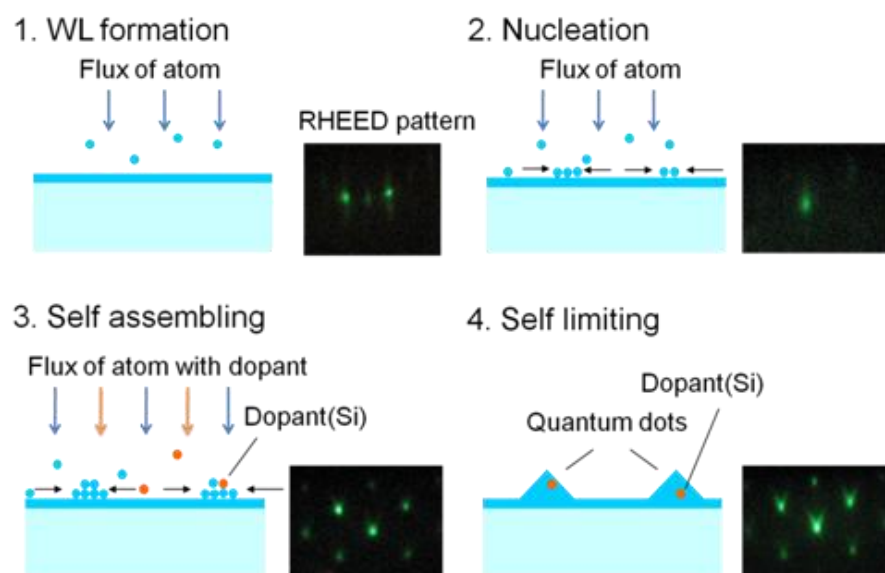 1. WL formation
Flux of atom
RHEED pattern
2. Nucleation
Flux of atom
3. Self assembling
Flux of atom with dopant
Dopant(Si)
4. Self limiting
Dopant(Si)
Quantum dots